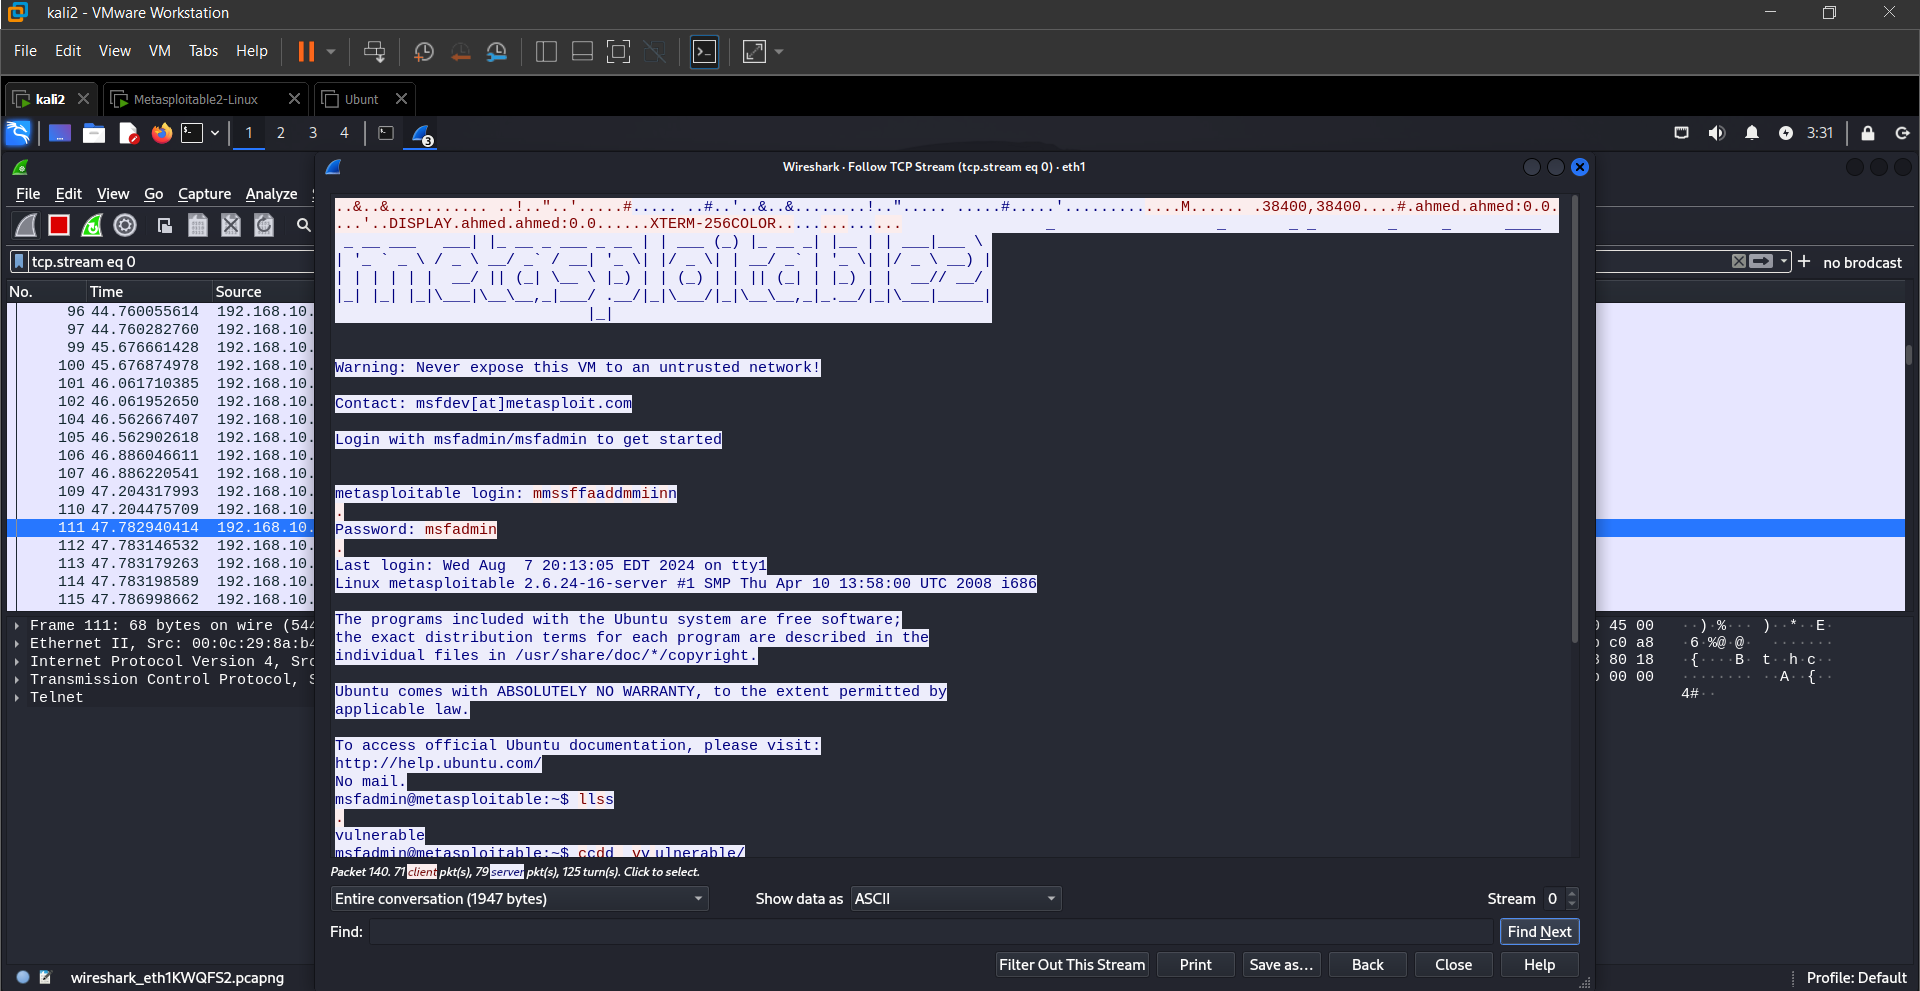 kali2 - VMware Workstation
File Edit View VM Tabs Help
kali2 Metasploitable2-Linux Ubunt
1 2 3 4 3 3:31
Wireshark · Follow TCP Stream (tcp.stream eq 0) · eth1
File Edit View Go Capture Analyze
tcp.stream eq 0
no brodcast
No. Time Source
96 44.760055614 192.168.10.
97 44.760282760 192.168.10.
99 45.676661428 192.168.10.
100 45.676874978 192.168.10.
101 46.061710385 192.168.10.
102 46.061952650 192.168.10.
104 46.562667407 192.168.10.
105 46.562902618 192.168.10.
106 46.886046611 192.168.10.
107 46.886220541 192.168.10.
109 47.204317993 192.168.10.
110 47.204475709 192.168.10.
111 47.782940414 192.168.10.
112 47.783146532 192.168.10.
113 47.783179263 192.168.10.
114 47.783198589 192.168.10.
115 47.786998662 192.168.10.
Frame 111: 68 bytes on wire (544
Ethernet II, Src: 00:0c:29:8a:b4
Internet Protocol Version 4, Src
Transmission Control Protocol, S
Telnet
..&..&........... ..!.."..'.....#..... ..#..'..&..&........!..".....  .....#.....'.............M...... .38400,38400....#.ahmed.ahmed:0.0.
...'..DISPLAY.ahmed.ahmed:0.0......XTERM-256COLOR..............
Warning: Never expose this VM to an untrusted network!
Contact: msfdev[at]metasploit.com
Login with msfadmin/msfadmin to get started
metasploitable login: mmssffaaddmmiinn
.
Password: msfadmin
.
Last login: Wed Aug  7 20:13:05 EDT 2024 on tty1
Linux metasploitable 2.6.24-16-server #1 SMP Thu Apr 10 13:58:00 UTC 2008 i686
The programs included with the Ubuntu system are free software;
the exact distribution terms for each program are described in the
individual files in /usr/share/doc/*/copyright.
Ubuntu comes with ABSOLUTELY NO WARRANTY, to the extent permitted by
applicable law.
To access official Ubuntu documentation, please visit:
http://help.ubuntu.com/
No mail.
msfadmin@metasploitable:~$ llss
.
vulnerable
msfadmin@metasploitable:~$ ccdd  vv ulnerable/
45 00 ··)·%··· )··*··E·
c0 a8 ·6·%@·@· ·······
80 18 ·{····B· t··h·c··
00 00 ········ ··A··{··
4#··
Packet 140. 71 client pkt(s), 79 server pkt(s), 125 turn(s). Click to select.
Entire conversation (1947 bytes) Show data as ASCII Stream 0
Find: Find Next
Filter Out This Stream Print Save as… Back Close Help
wireshark_eth1KWQFS2.pcapng Profile: Default